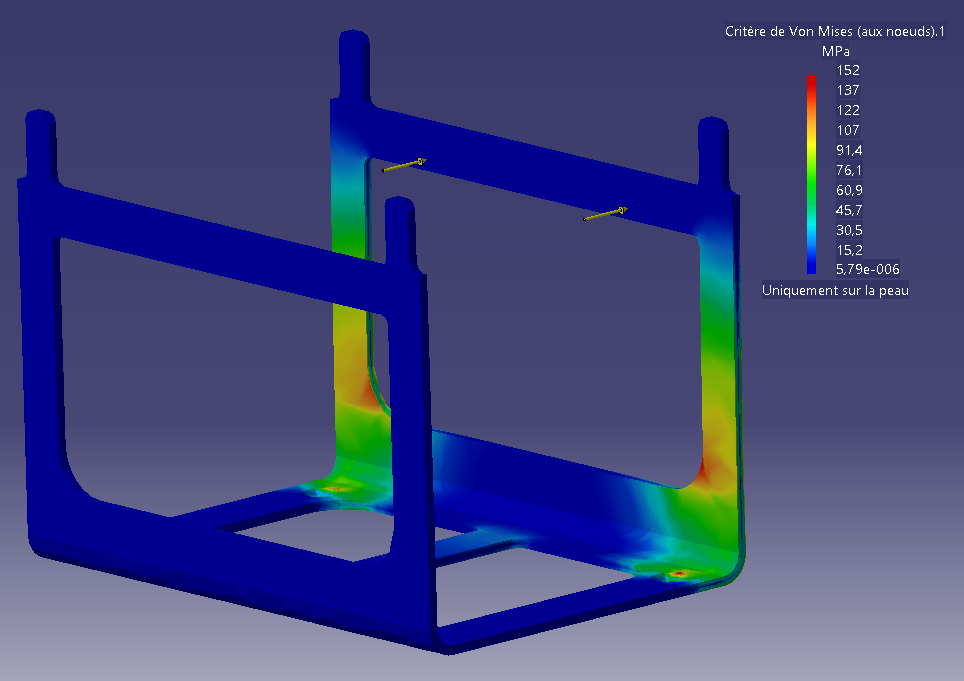 Critère de Von Mises (aux noeuds).1
MPa
152
137
122
107
91,4
76,1
60,9
45,7
30,5
15,2
5,79e-006
Uniquement sur la peau